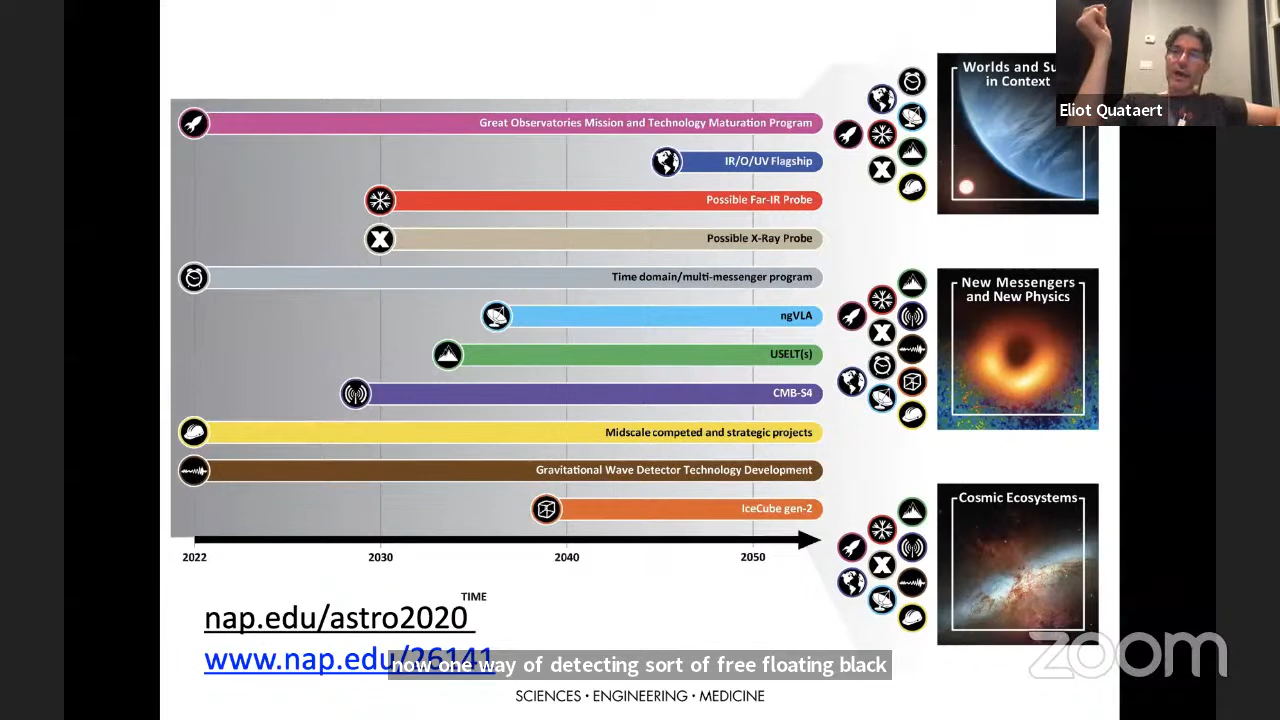 Worlds and Su
in Context
Eliot Quataert
Great Observatories Mission and Technology Maturation Program
IR/O/UV Flagship
Possible Far-IR Probe
Possible X-Ray Probe
Time domain/multi-messenger program
ngVLA
USELT(s)
CMB-S4
Midscale competed and strategic projects
Gravitational Wave Detector Technology Development
IceCube gen-2
2022
2030
2040
2050
TIME
New Messengers
and New Physics
Cosmic Ecosystems
nap.edu/astro2020
www.nap.edu/26141
now one way of detecting sort of free floating black
SCIENCES · ENGINEERING · MEDICINE
zoom